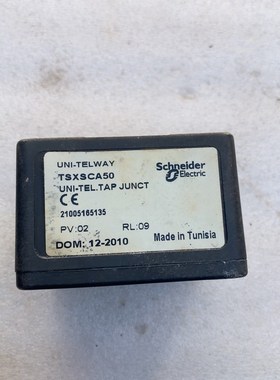 UNI-TELWAY
TSXSCA50
Schneider
Electric
UNI-TEL.TAP JUNCT
CE
21005165135
PV:02 RL:09
DOM: 12-2010
Made in Tunisia